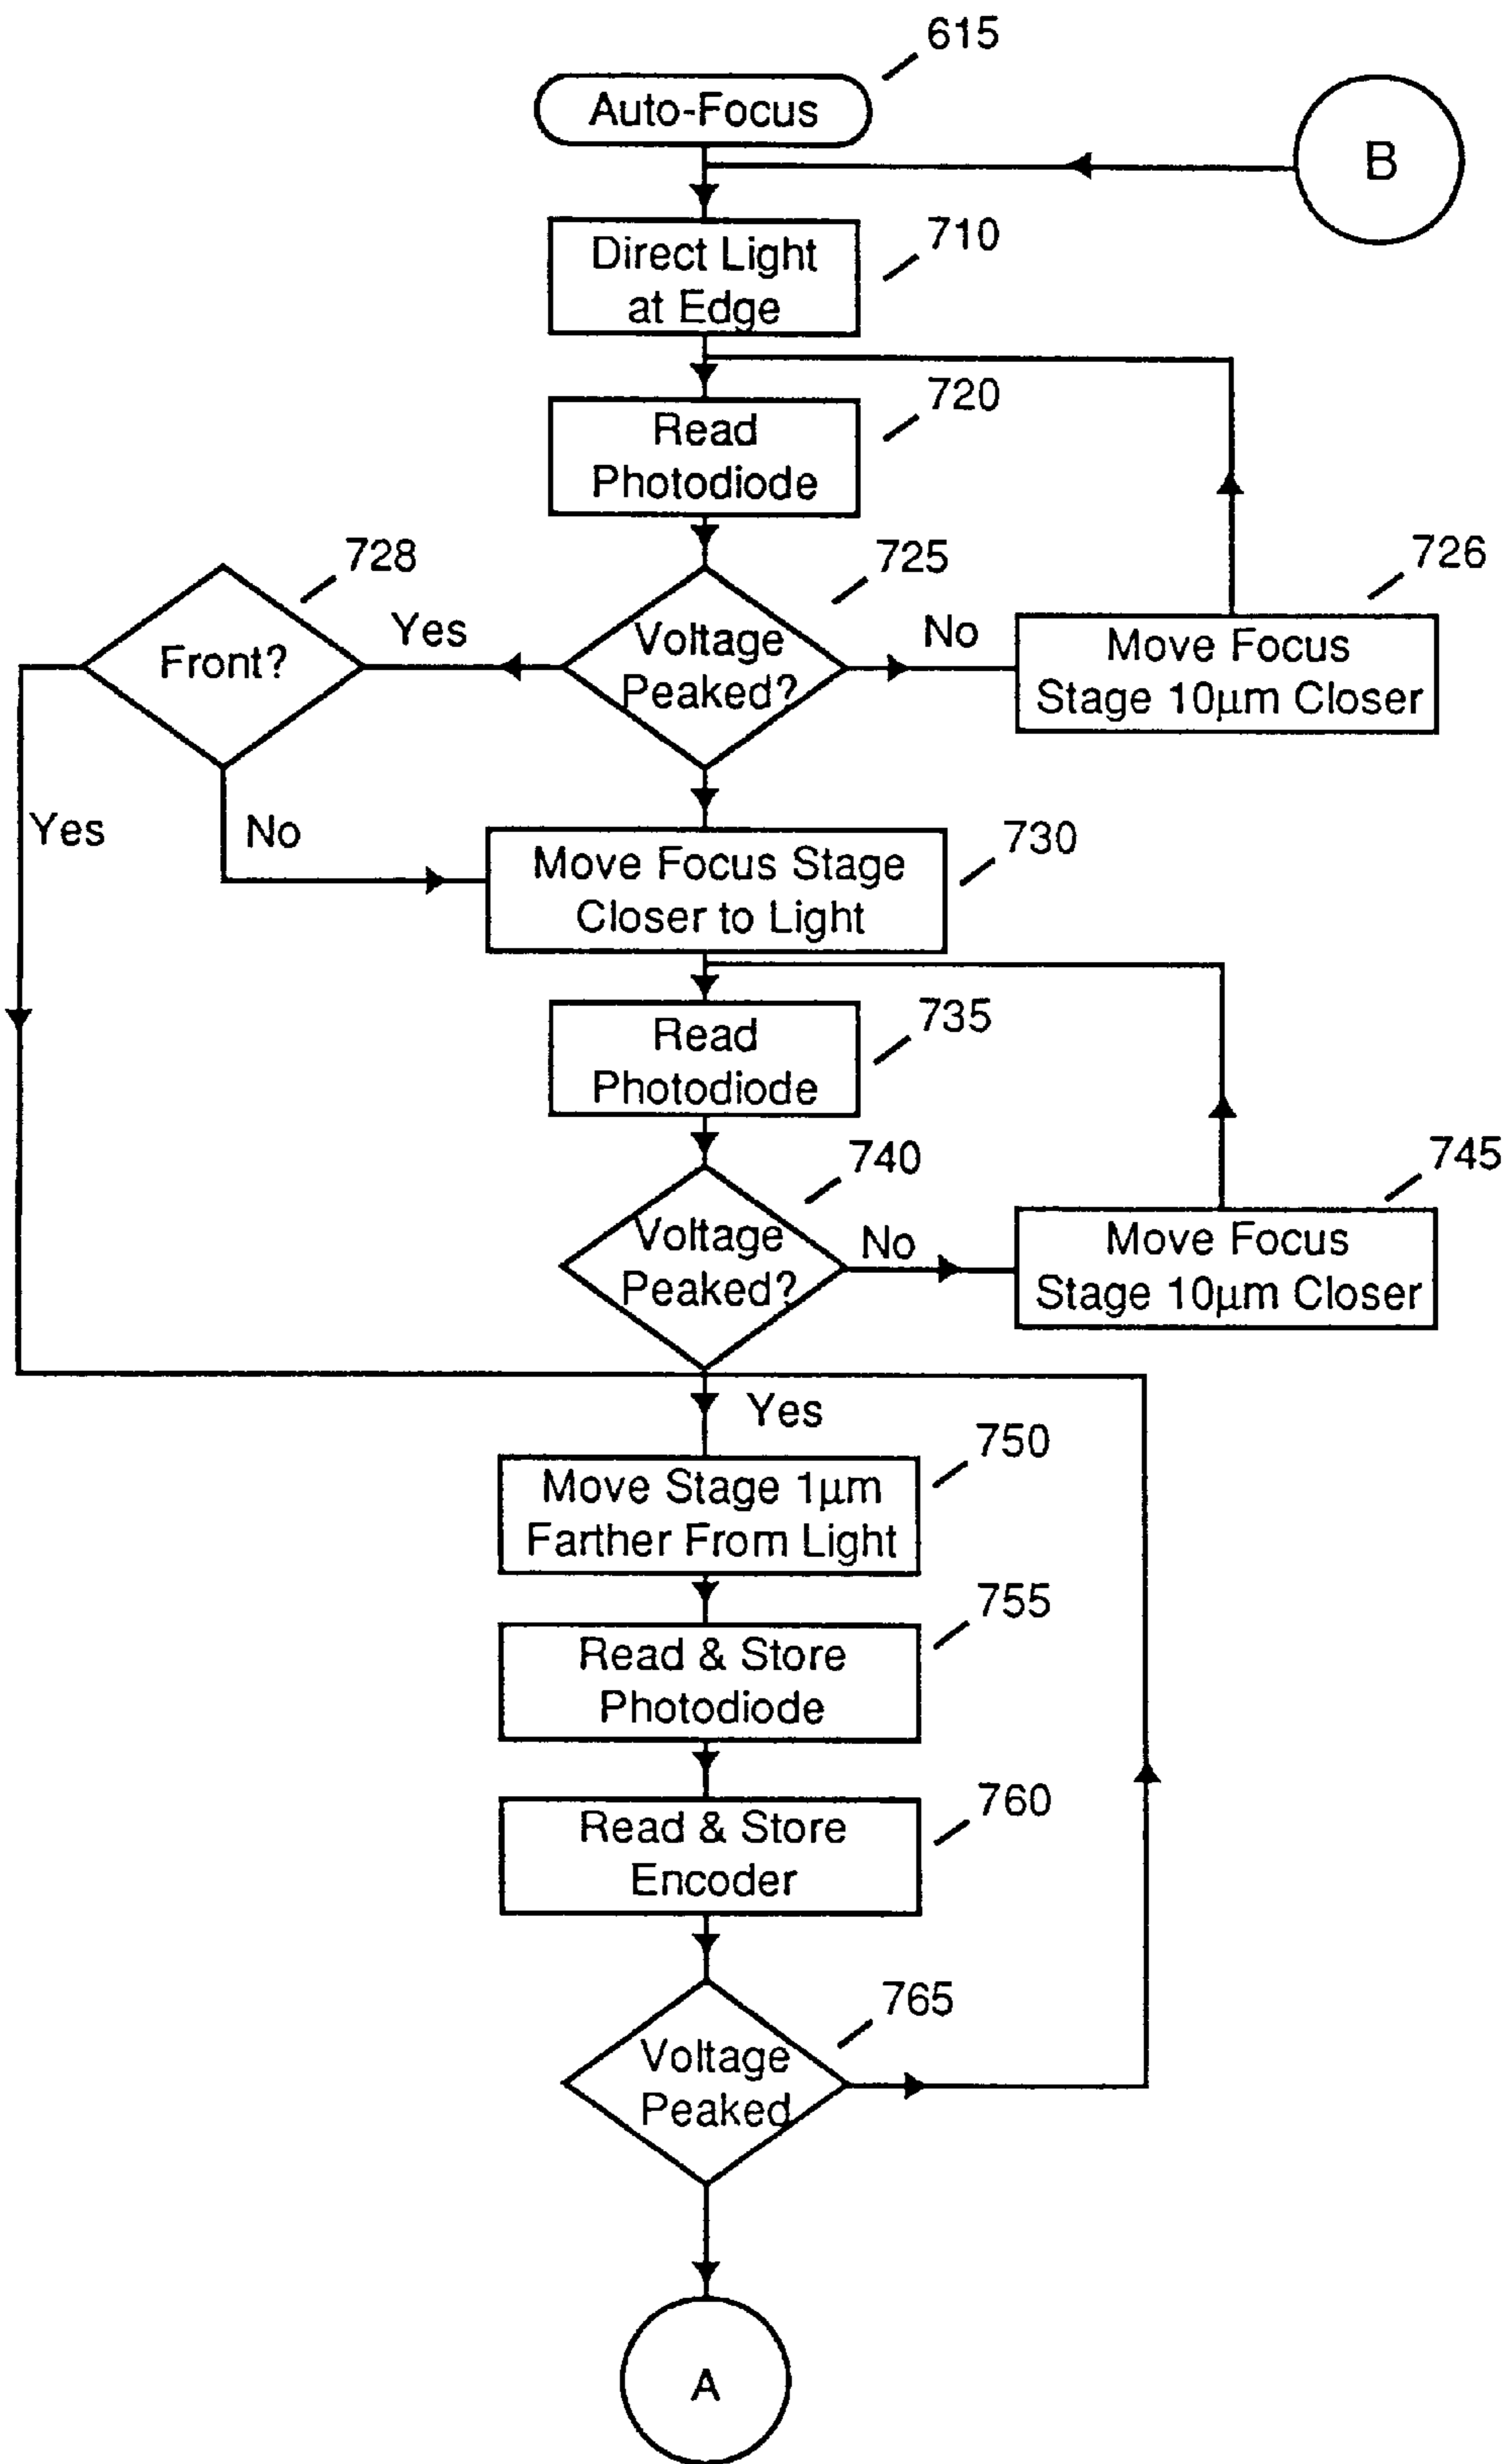 615
Auto-Focus
B
710
Direct Light
at Edge
720
Read
Photodiode
728
725
726
Front?
Yes
Voltage
Peaked?
No
Move Focus
Stage 10µm Closer
Yes
No
730
Move Focus Stage
Closer to Light
735
Read
Photodiode
740
745
Voltage
Peaked?
No
Move Focus
Stage 10µm Closer
Yes
750
Move Stage 1µm
Farther From Light
755
Read & Store
Photodiode
760
Read & Store
Encoder
765
Voltage
Peaked
A